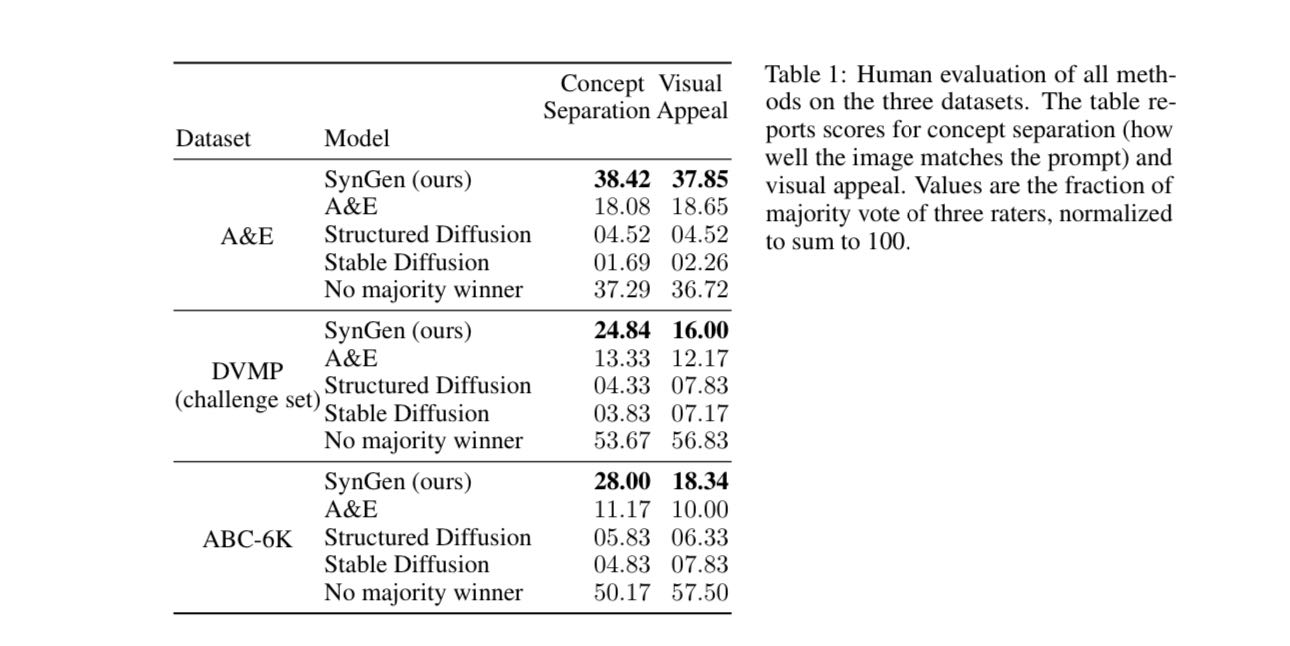 Concept Visual
Separation Appeal
Dataset Model
SynGen (ours) 38.42 37.85
A&E 18.08 18.65
A&E Structured Diffusion 04.52 04.52
Stable Diffusion 01.69 02.26
No majority winner 37.29 36.72
SynGen (ours) 24.84 16.00
A&E 13.33 12.17
DVMP
Structured Diffusion 04.33 07.83
(challenge set)
Stable Diffusion 03.83 07.17
No majority winner 53.67 56.83
SynGen (ours) 28.00 18.34
A&E 11.17 10.00
ABC-6K Structured Diffusion 05.83 06.33
Stable Diffusion 04.83 07.83
No majority winner 50.17 57.50
Table 1: Human evaluation of all meth-
ods on the three datasets. The table re-
ports scores for concept separation (how
well the image matches the prompt) and
visual appeal. Values are the fraction of
majority vote of three raters, normalized
to sum to 100.